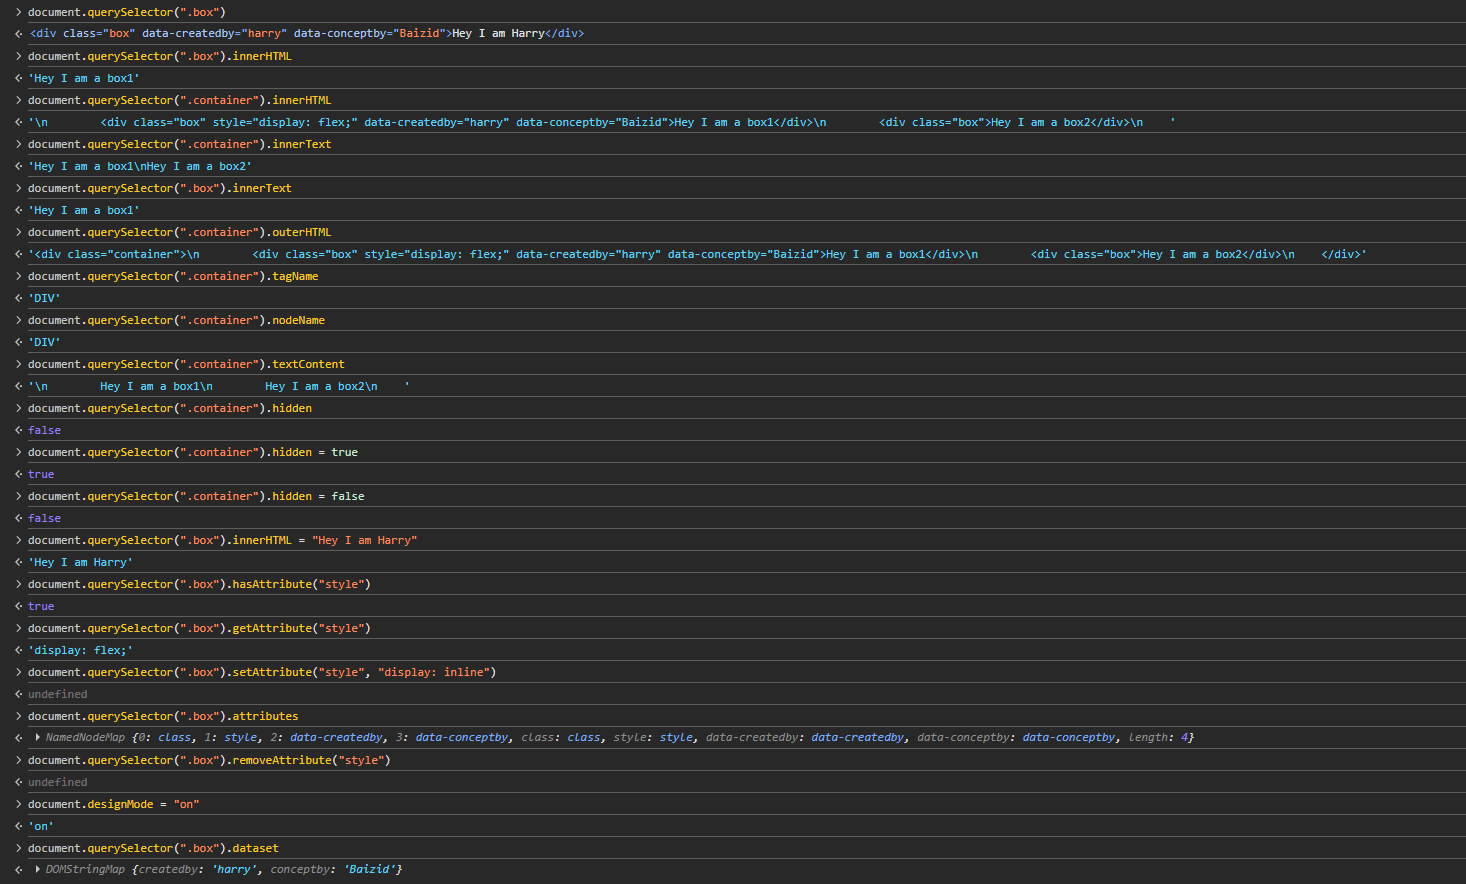 > document.querySelector(".box")
<· <div class="box" data-createdby="harry" data-conceptby="Baizid">Hey I am Harry</div>
> document.querySelector(".box").innerHTML
<· 'Hey I am a box1'
> document.querySelector(".container").innerHTML
<· '\n        <div class="box" style="display: flex;" data-createdby="harry" data-conceptby="Baizid">Hey I am a box1</div>\n        <div class="box">Hey I am a box2</div>\n    '
> document.querySelector(".container").innerText
<· 'Hey I am a box1\nHey I am a box2'
> document.querySelector(".box").innerText
<· 'Hey I am a box1'
> document.querySelector(".container").outerHTML
<· '<div class="container">\n        <div class="box" style="display: flex;" data-createdby="harry" data-conceptby="Baizid">Hey I am a box1</div>\n        <div class="box">Hey I am a box2</div>\n    </div>'
> document.querySelector(".container").tagName
<· 'DIV'
> document.querySelector(".container").nodeName
<· 'DIV'
> document.querySelector(".container").textContent
<· '\n        Hey I am a box1\n        Hey I am a box2\n    '
> document.querySelector(".container").hidden
<· false
> document.querySelector(".container").hidden = true
<· true
> document.querySelector(".container").hidden = false
<· false
> document.querySelector(".box").innerHTML = "Hey I am Harry"
<· 'Hey I am Harry'
> document.querySelector(".box").hasAttribute("style")
<· true
> document.querySelector(".box").getAttribute("style")
<· 'display: flex;'
> document.querySelector(".box").setAttribute("style", "display: inline")
<· undefined
> document.querySelector(".box").attributes
<· ▶ NamedNodeMap {0: class, 1: style, 2: data-createdby, 3: data-conceptby, class: class, style: style, data-createdby: data-createdby, data-conceptby: data-conceptby, length: 4}
> document.querySelector(".box").removeAttribute("style")
<· undefined
> document.designMode = "on"
<· 'on'
> document.querySelector(".box").dataset
<· ▶ DOMStringMap {createdby: 'harry', conceptby: 'Baizid'}